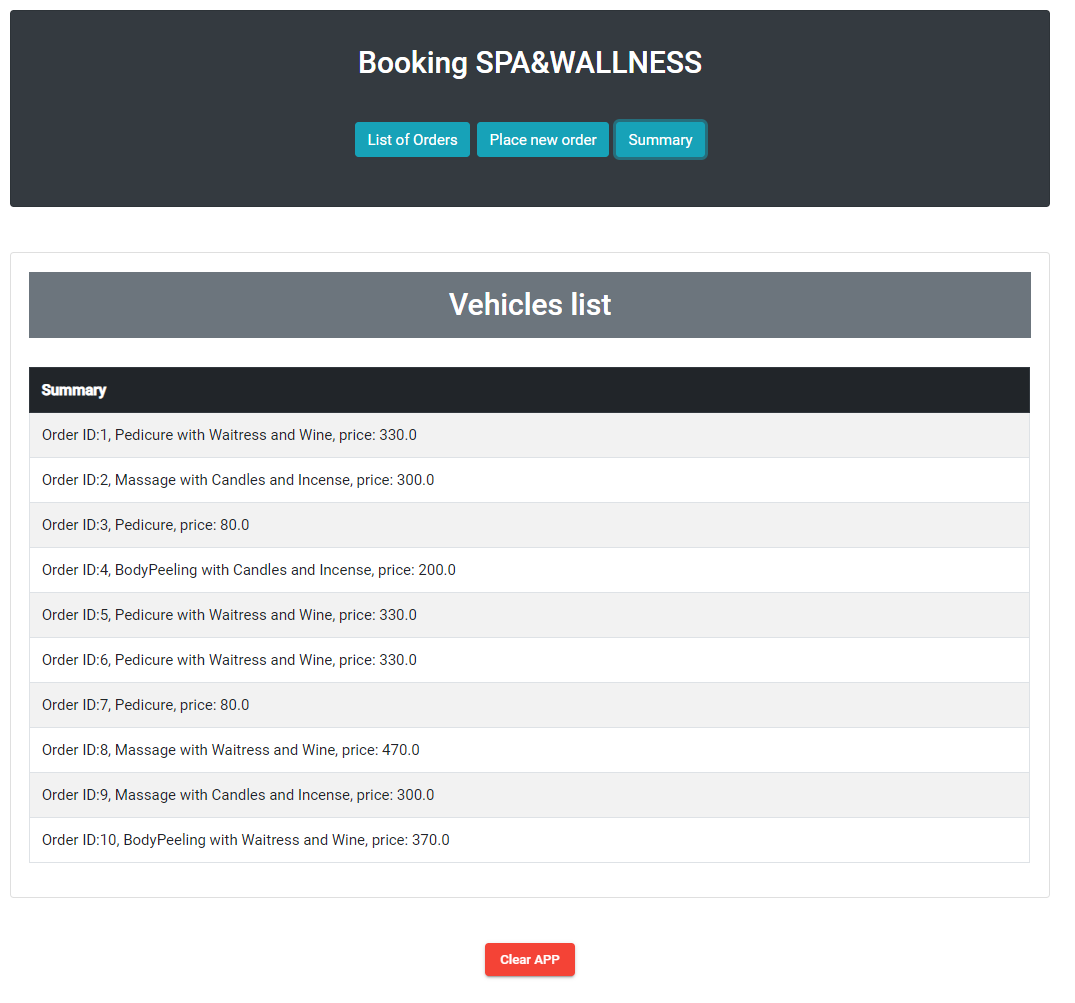 Booking SPA&WALLNESS
List of Orders Place new order Summary
Vehicles list
Summary
Order ID:1, Pedicure with Waitress and Wine, price: 330.0
Order ID:2, Massage with Candles and Incense, price: 300.0
Order ID:3, Pedicure, price: 80.0
Order ID:4, BodyPeeling with Candles and Incense, price: 200.0
Order ID:5, Pedicure with Waitress and Wine, price: 330.0
Order ID:6, Pedicure with Waitress and Wine, price: 330.0
Order ID:7, Pedicure, price: 80.0
Order ID:8, Massage with Waitress and Wine, price: 470.0
Order ID:9, Massage with Candles and Incense, price: 300.0
Order ID:10, BodyPeeling with Waitress and Wine, price: 370.0
Clear APP